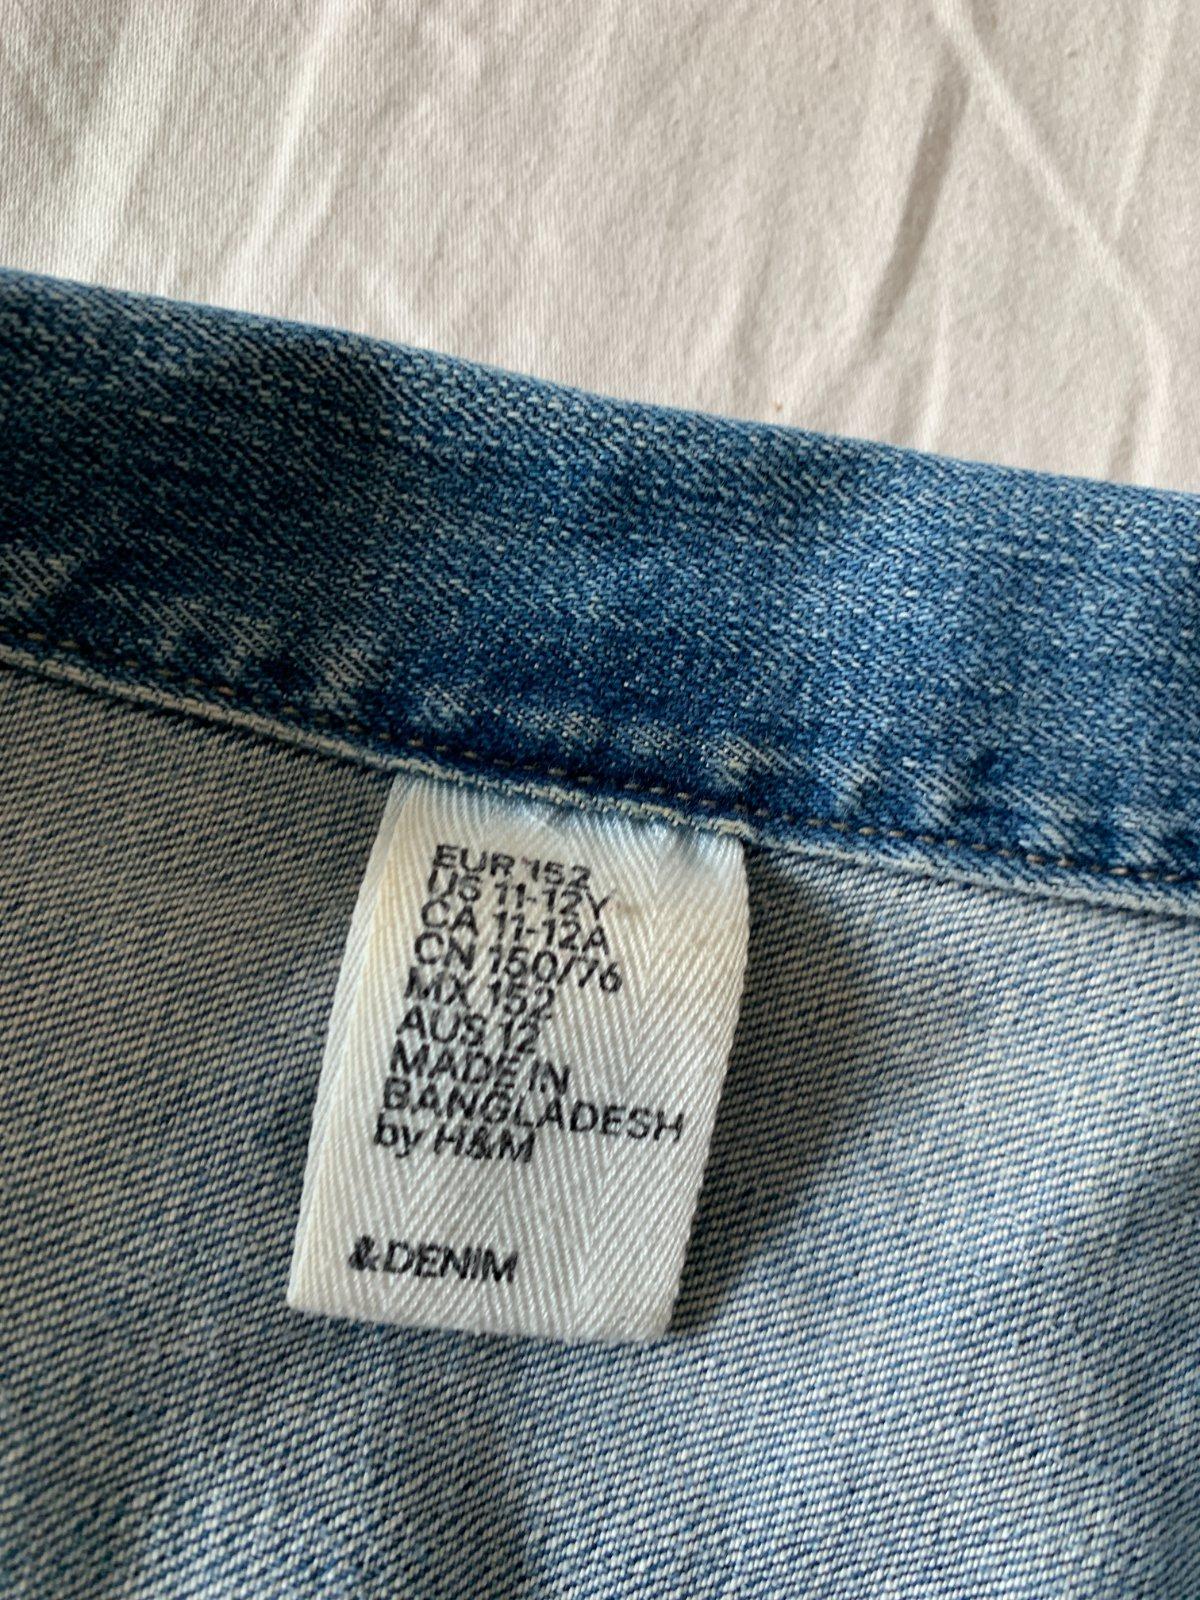 EUR 152
US 11-12Y
CA 11-12A
CN 150/76
MX 152
AUS 12
MADE IN
BANGLADESH
by H&M
&DENIM